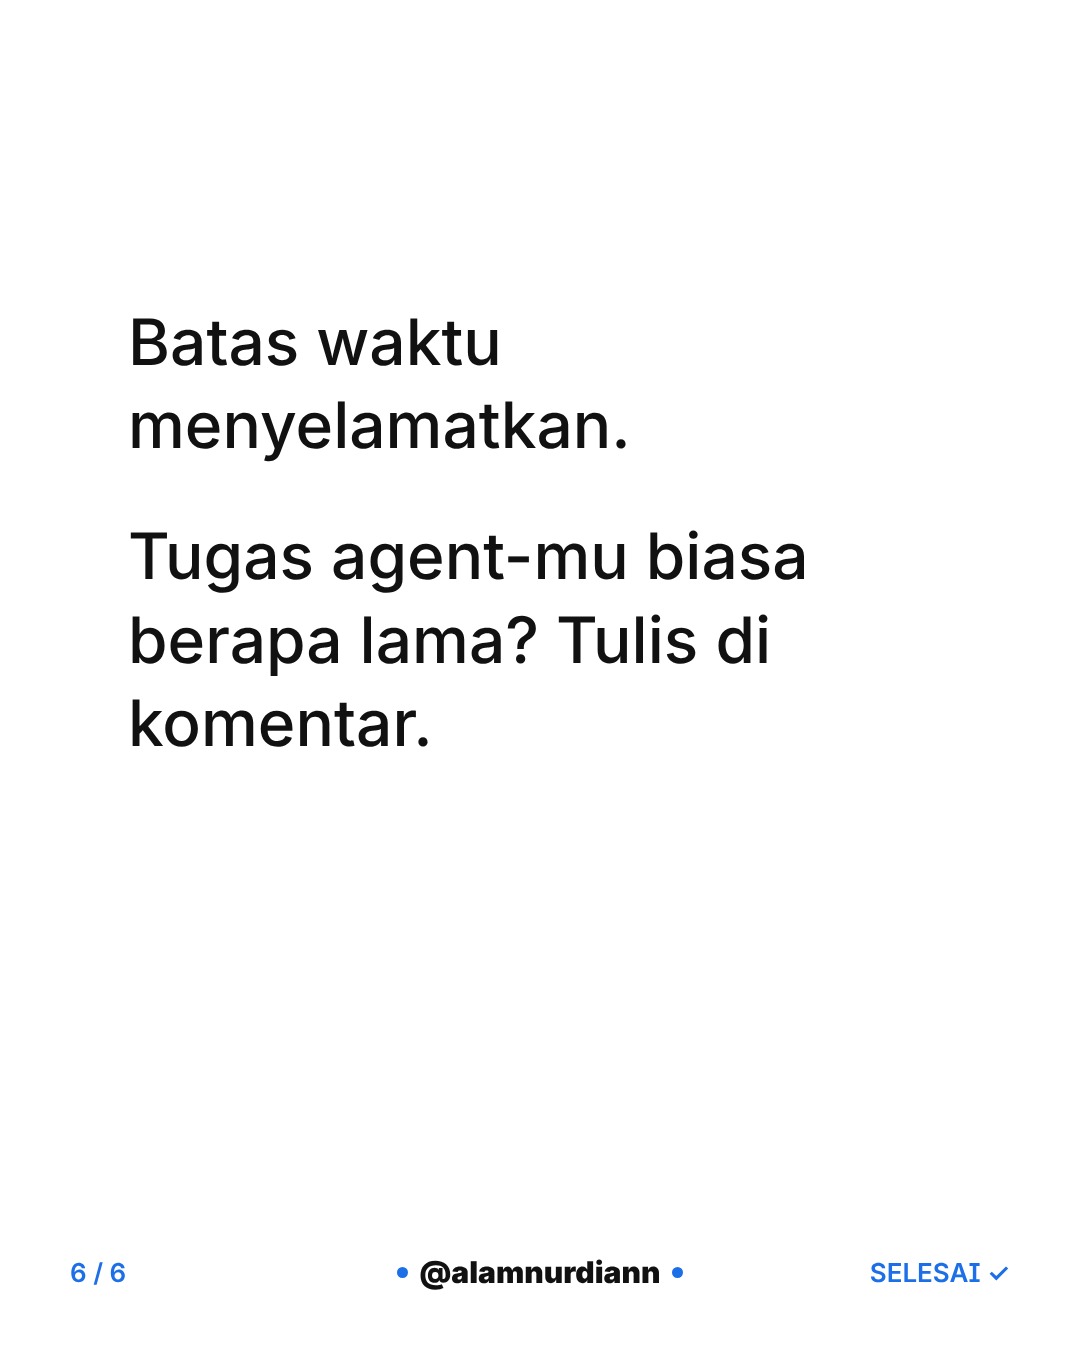 Batas waktu
menyelamatkan.
Tugas agent-mu biasa
berapa lama? Tulis di
komentar.
6 / 6
• @alamnurdiann •
SELESAI ✓